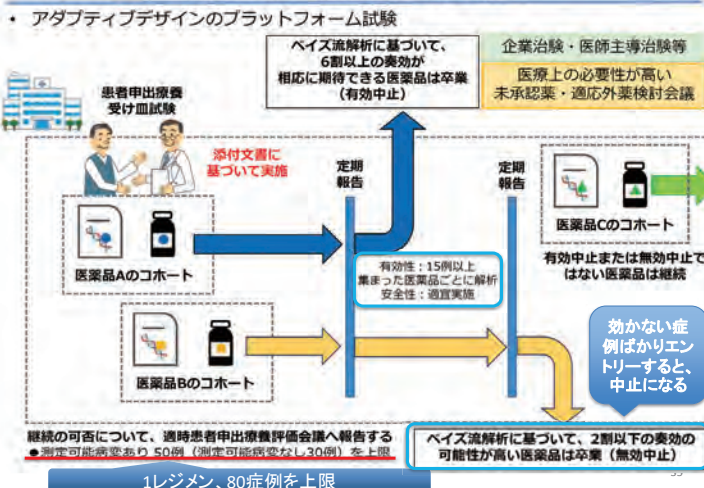 • アダプティブデザインのプラットフォーム試験
ベイズ流解析に基づいて、
6割以上の奏効が
相応に期待できる医薬品は卒業
(有効中止)
企業治験・医師主導治験等
医療上の必要性が高い
未承認薬・適応外薬検討会議
患者申出療養
受け皿試験
添付文書に
基づいて実施
定期
報告
定期
報告
医薬品Aのコホート
医薬品Cのコホート
有効性:15例以上
集まった医薬品ごとに解析
安全性:適宜実施
有効中止または無効中止で
はない医薬品は継続
医薬品Bのコホート
効かない症
例ばかりエン
トリーすると、
中止になる
継続の可否について、適時患者申出療養評価会議へ報告する
●測定可能病変あり 50例(測定可能病変なし30例)を上限
ベイズ流解析に基づいて、2割以下の奏効の
可能性が高い医薬品は卒業(無効中止)
1レジメン、80症例を上限